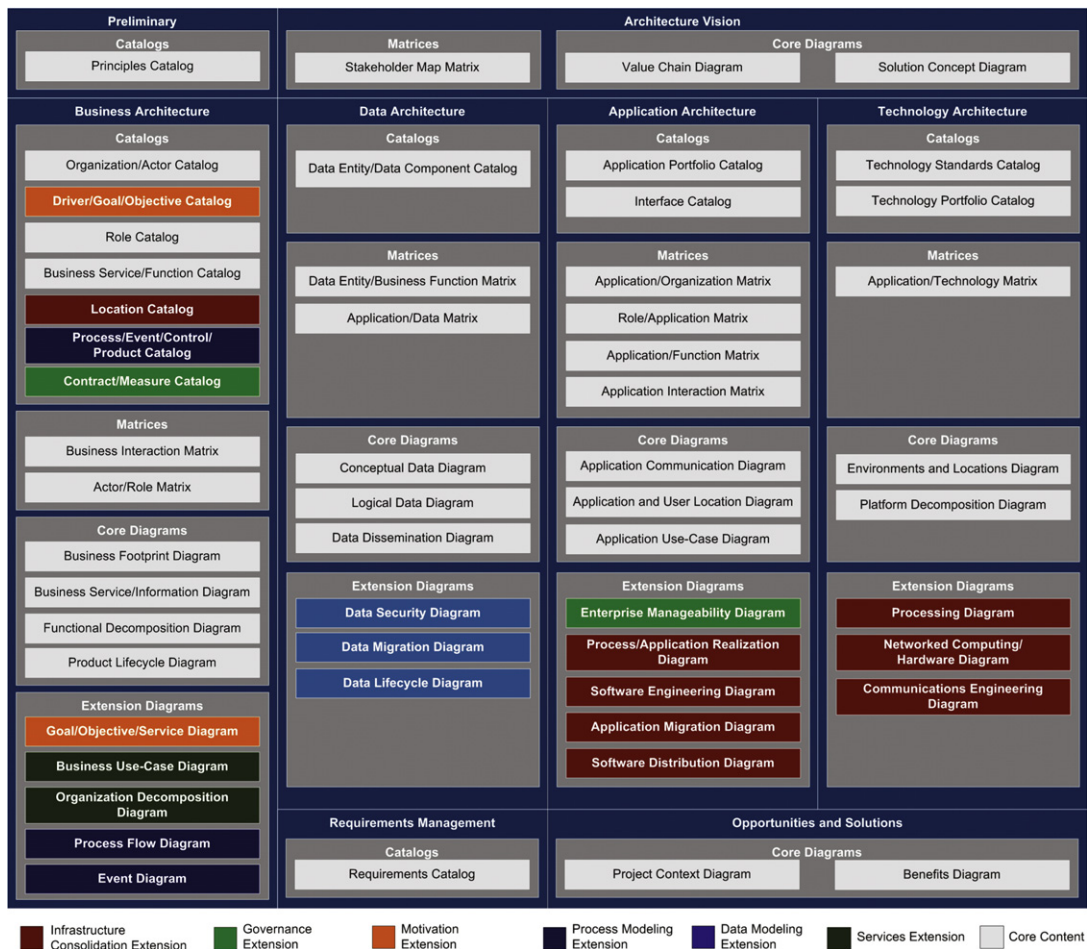 Preliminary
Catalogs
Principles Catalog
Architecture Vision
Matrices
Stakeholder Map Matrix
Core Diagrams
Value Chain Diagram
Solution Concept Diagram
Business Architecture
Catalogs
Organization/Actor Catalog
Driver/Goal/Objective Catalog
Role Catalog
Business Service/Function Catalog
Location Catalog
Process/Event/Control/
Product Catalog
Contract/Measure Catalog
Matrices
Business Interaction Matrix
Actor/Role Matrix
Core Diagrams
Business Footprint Diagram
Business Service/Information Diagram
Functional Decomposition Diagram
Product Lifecycle Diagram
Extension Diagrams
Goal/Objective/Service Diagram
Business Use-Case Diagram
Organization Decomposition
Diagram
Process Flow Diagram
Event Diagram
Data Architecture
Catalogs
Data Entity/Data Component Catalog
Matrices
Data Entity/Business Function Matrix
Application/Data Matrix
Core Diagrams
Conceptual Data Diagram
Logical Data Diagram
Data Dissemination Diagram
Extension Diagrams
Data Security Diagram
Data Migration Diagram
Data Lifecycle Diagram
Application Architecture
Catalogs
Application Portfolio Catalog
Interface Catalog
Matrices
Application/Organization Matrix
Role/Application Matrix
Application/Function Matrix
Application Interaction Matrix
Core Diagrams
Application Communication Diagram
Application and User Location Diagram
Application Use-Case Diagram
Extension Diagrams
Enterprise Manageability Diagram
Process/Application Realization
Diagram
Software Engineering Diagram
Application Migration Diagram
Software Distribution Diagram
Technology Architecture
Catalogs
Technology Standards Catalog
Technology Portfolio Catalog
Matrices
Application/Technology Matrix
Core Diagrams
Environments and Locations Diagram
Platform Decomposition Diagram
Extension Diagrams
Processing Diagram
Networked Computing/
Hardware Diagram
Communications Engineering
Diagram
Requirements Management
Catalogs
Requirements Catalog
Opportunities and Solutions
Core Diagrams
Project Context Diagram
Benefits Diagram
Infrastructure
Consolidation Extension
Governance
Extension
Motivation
Extension
Process Modeling
Extension
Data Modeling
Extension
Services Extension
Core Content